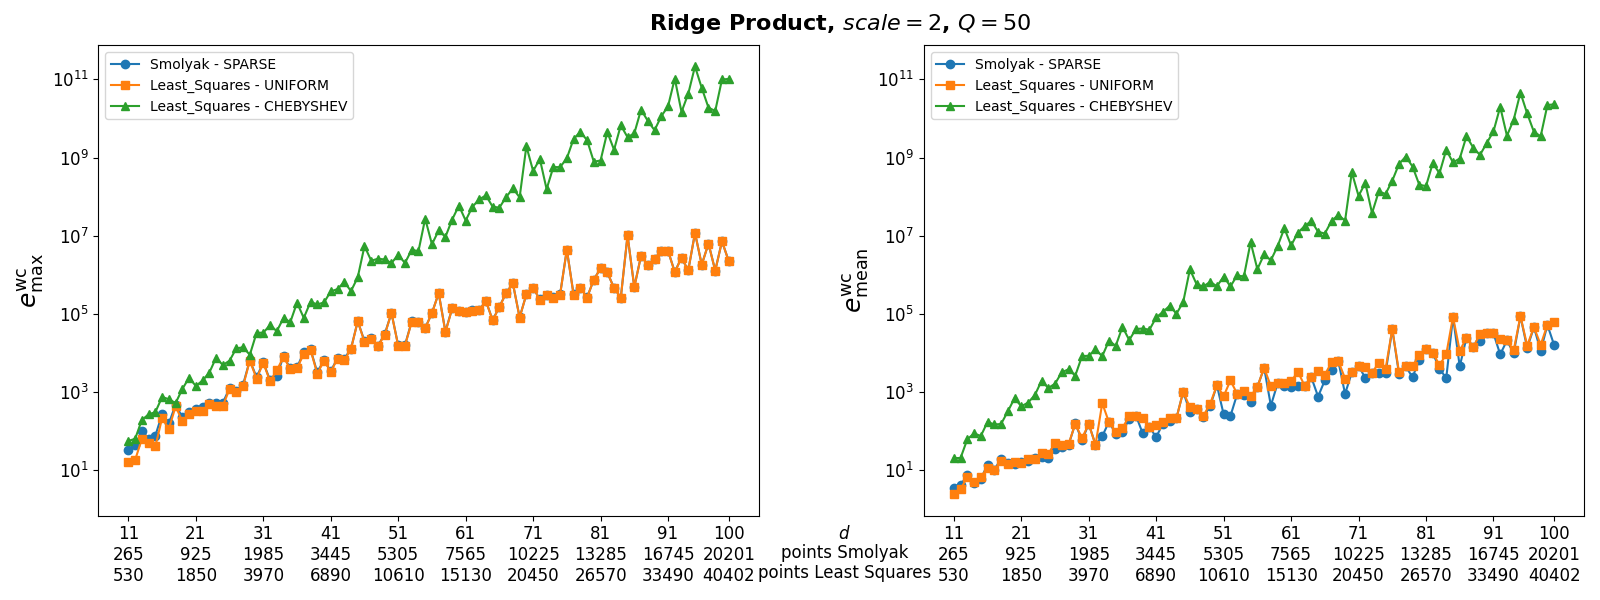 Ridge Product, scale = 2, Q = 50
Smolyak - SPARSE
Least_Squares - UNIFORM
Least_Squares - CHEBYSHEV
10^11
10^9
10^7
10^5
10^3
10^1
e^wc_max
11 21 31 41 51 61 71 81 91 100
265 925 1985 3445 5305 7565 10225 13285 16745 20201
530 1850 3970 6890 10610 15130 20450 26570 33490 40402
d
points Smolyak
points Least Squares
Smolyak - SPARSE
Least_Squares - UNIFORM
Least_Squares - CHEBYSHEV
10^11
10^9
10^7
10^5
10^3
10^1
e^wc_mean
11 21 31 41 51 61 71 81 91 100
265 925 1985 3445 5305 7565 10225 13285 16745 20201
530 1850 3970 6890 10610 15130 20450 26570 33490 40402